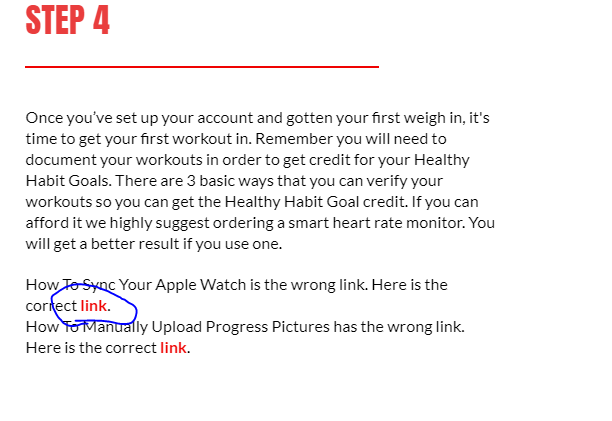 STEP 4
Once you've set up your account and gotten your first weigh in, it's
time to get your first workout in. Remember you will need to
document your workouts in order to get credit for your Healthy
Habit Goals. There are 3 basic ways that you can verify your
workouts so you can get the Healthy Habit Goal credit. If you can
afford it we highly suggest ordering a smart heart rate monitor. You
will get a better result if you use one.
How To Sync Your Apple Watch is the wrong link. Here is the
correct link.
How To Manually Upload Progress Pictures has the wrong link.
Here is the correct link.